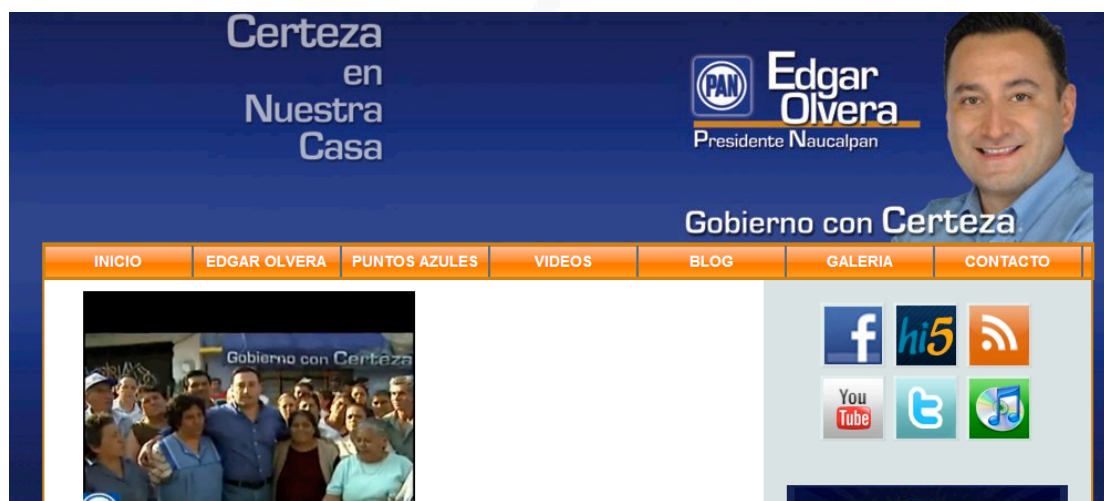 Certeza
en
Nuestra
Casa
PAN
Edgar
Olvera
Presidente Naucalpan
Gobierno con Certeza
INICIO
EDGAR OLVERA
PUNTOS AZULES
VIDEOS
BLOG
GALERIA
CONTACTO
Gobierno con Certeza
f
hi5
You
Tube
t